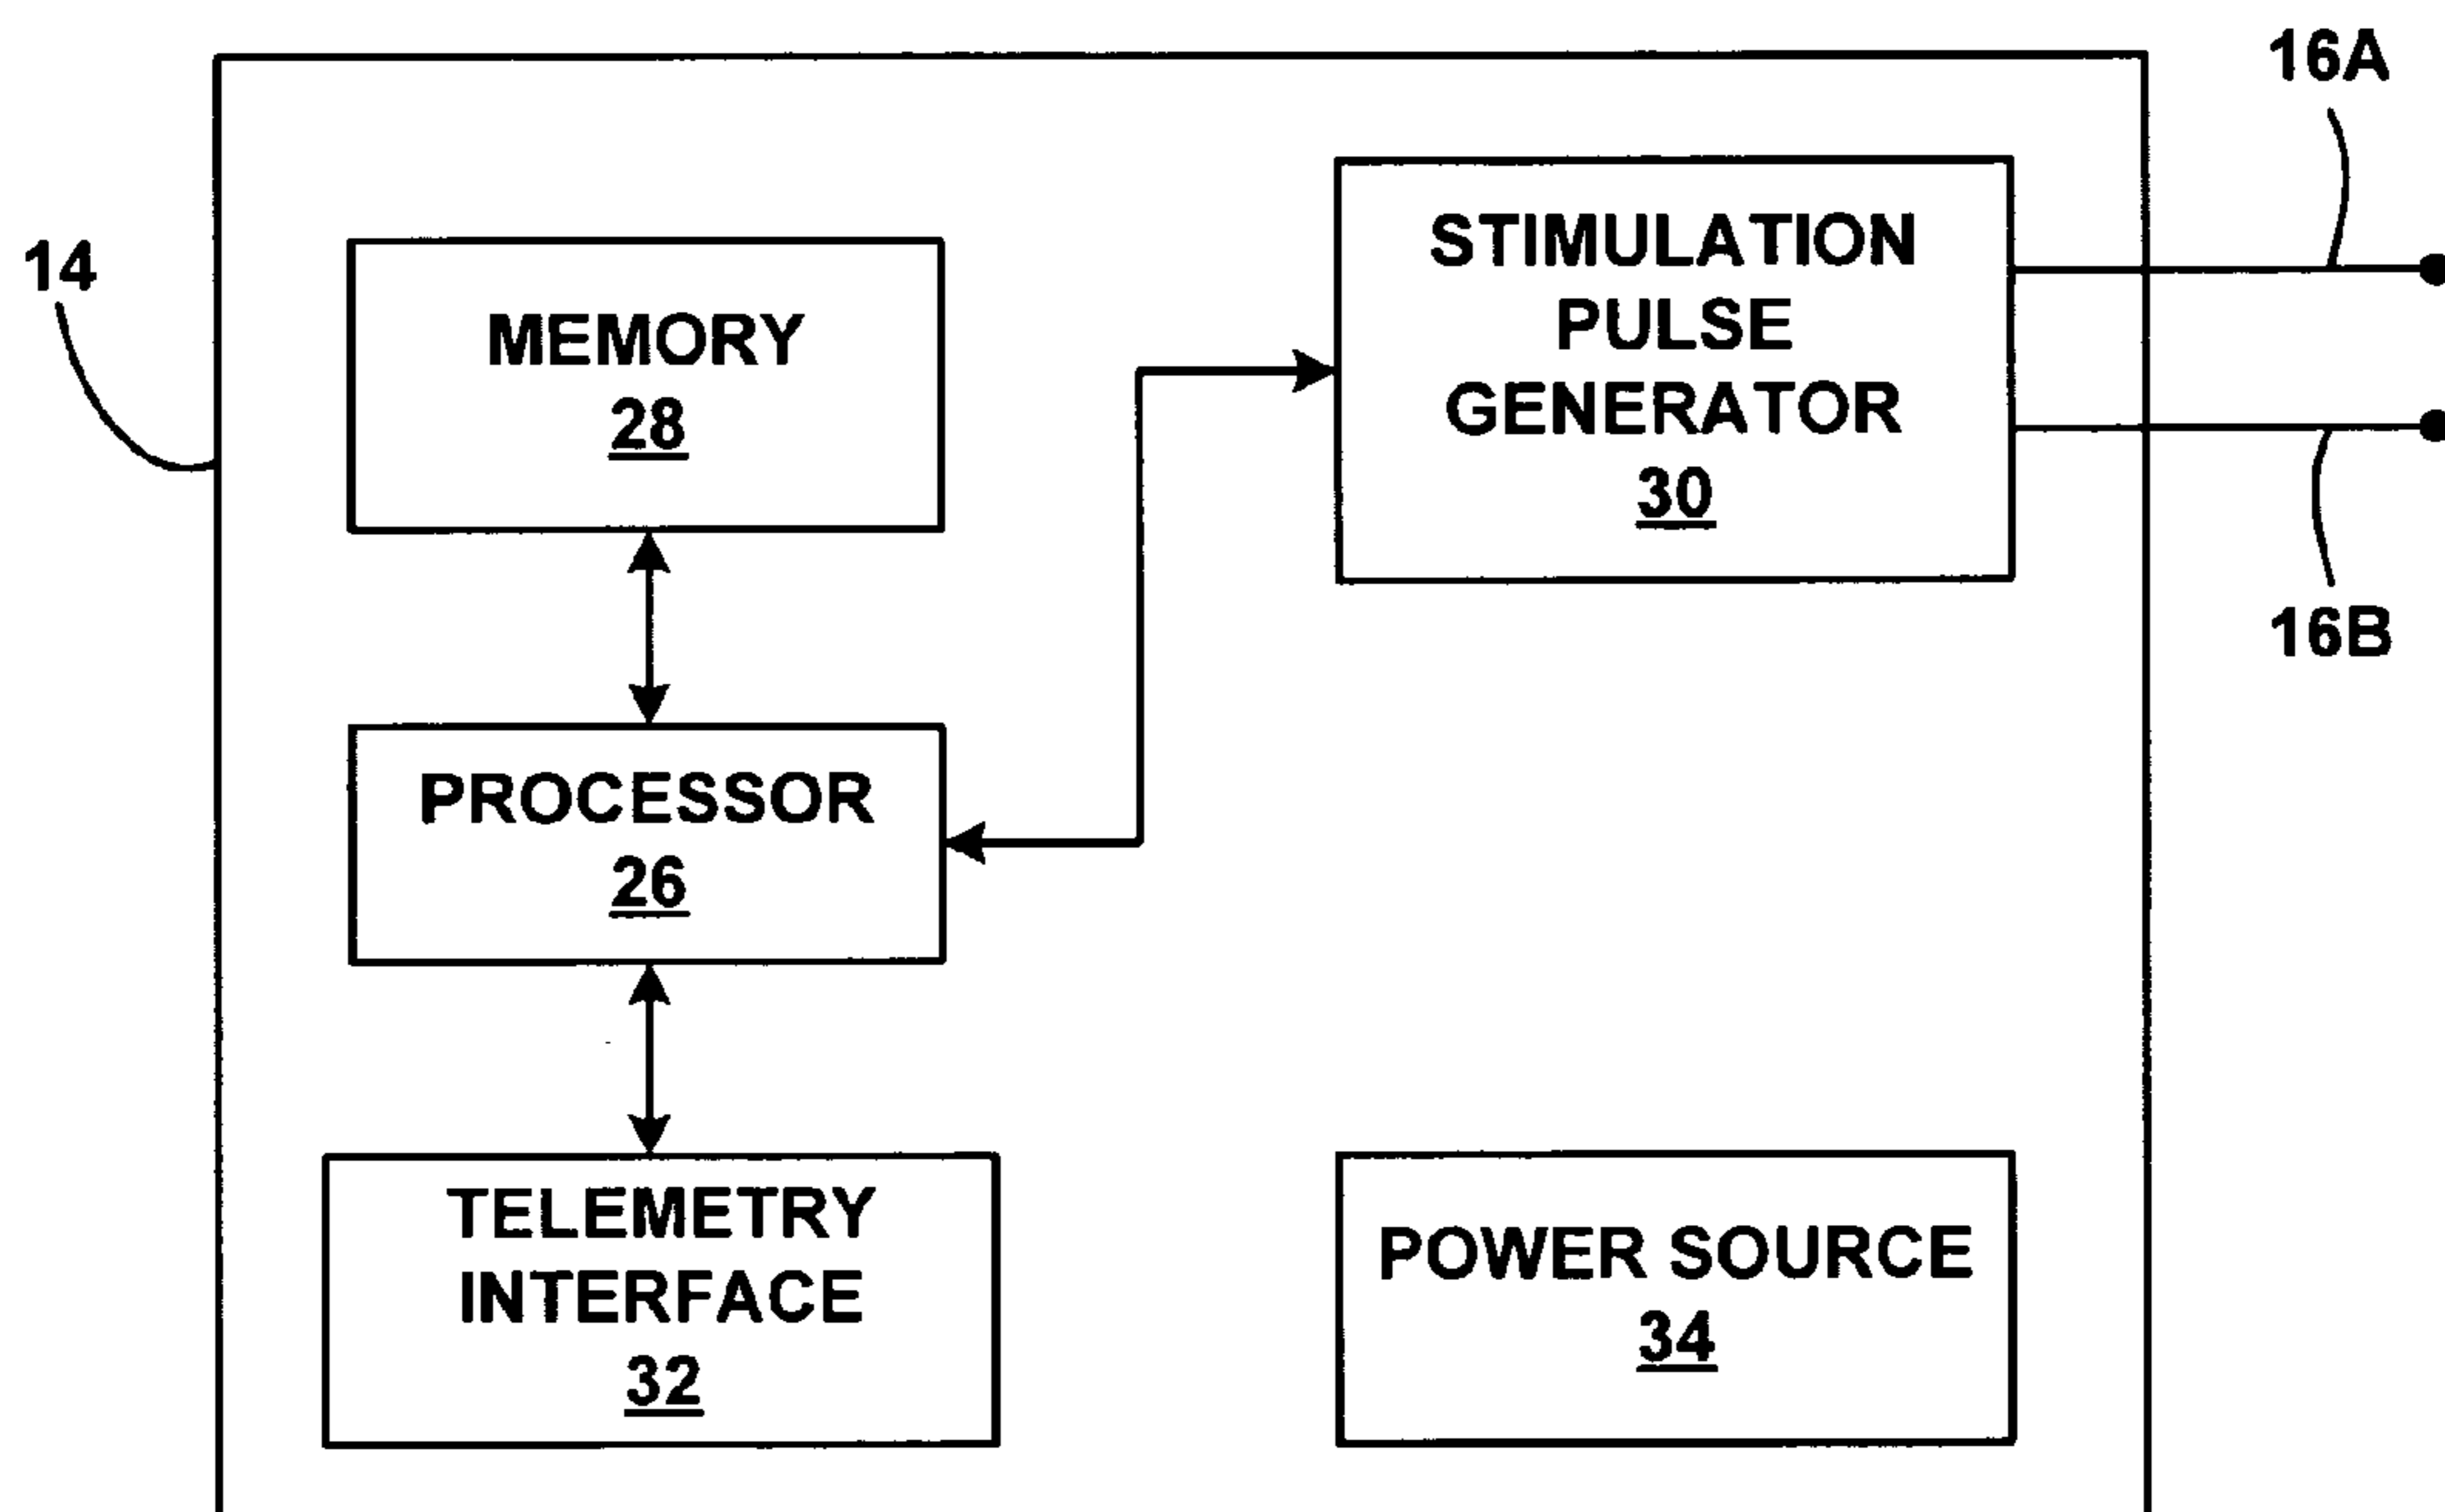 16A
14
STIMULATION
PULSE
GENERATOR
30
MEMORY
28
16B
PROCESSOR
26
TELEMETRY
INTERFACE
32
POWER SOURCE
34